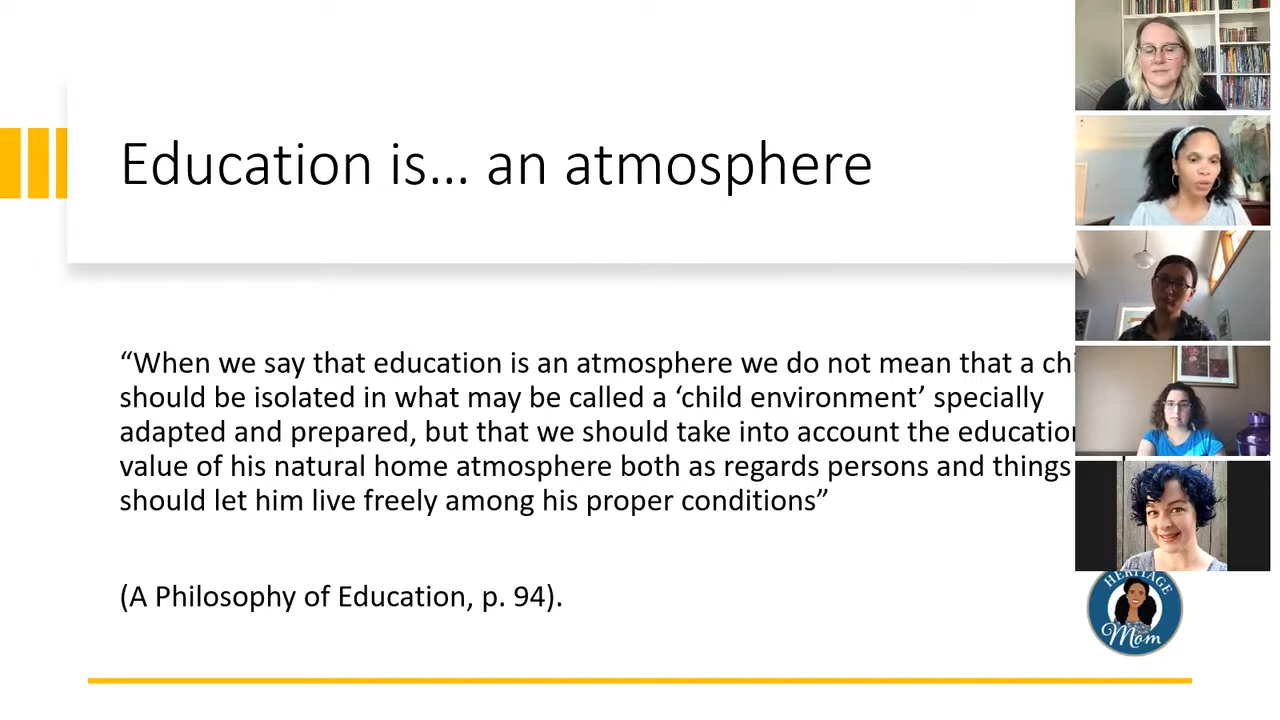 Education is... an atmosphere
“When we say that education is an atmosphere we do not mean that a
should be isolated in what may be called a ‘child environment’ specially
adapted and prepared, but that we should take into account the
value of his natural home atmosphere both as regards persons and things
should let him live freely among his proper conditions”
(A Philosophy of Education, p. 94).
HERITAGE
Mom